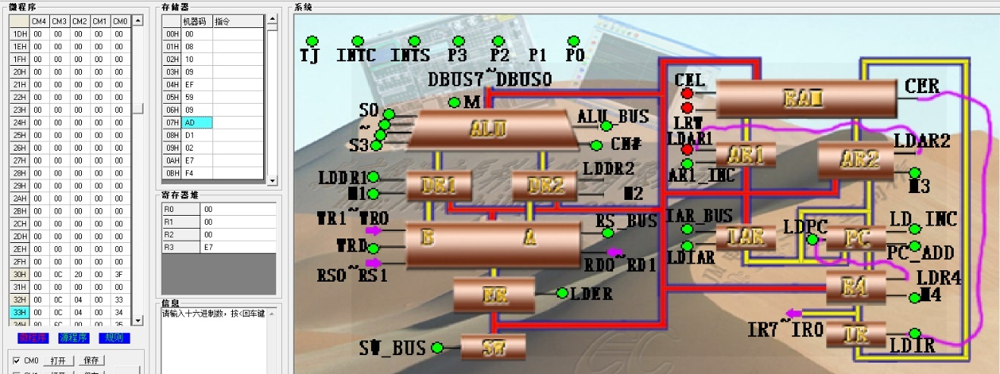 微程序
CM4 CM3 CM2 CM1 CM0
1DH 00 00 00 00 00
1EH 00 00 00 00 00
1FH 00 00 00 00 00
20H 00 00 00 00 00
21H 00 00 00 00 00
22H 00 00 00 00 00
23H 00 00 00 00 00
24H 00 00 00 00 00
25H 00 00 00 00 00
26H 00 00 00 00 00
27H 00 00 00 00 00
28H 00 00 00 00 00
29H 00 00 00 00 00
2AH 00 00 00 00 00
2BH 00 00 00 00 00
2CH 00 00 00 00 00
2DH 00 00 00 00 00
2EH 00 00 00 00 00
2FH 00 00 00 00 00
30H 00 0C 20 00 3F
31H 00 00 00 00 00
32H 00 0C 04 00 33
33H 00 0C 04 00 34
微程序 源程序 规则
CM0 打开 保存
存储器
机器码 指令
00H 00
01H 08
02H 10
03H 09
04H EF
05H 59
06H 09
07H AD
08H D1
09H 02
0AH E7
0BH F4
寄存器堆
R0 00
R1 00
R2 00
R3 E7
信息
请输入十六进制数，按<回车键
系统
TJ INTC INTS P3 P2 P1 P0
DBUS7~DBUS0
M
S0
~
S3
ALU
ALU_BUS
CN#
LDDR1
M1
DR1
DR2
LDDR2
M2
WR1~WR0
WRD
RS0~RS1
B A
RS_BUS
RD0~RD1
ER
LDER
SW_BUS
SW
CEL
LRW
RAM
CER
LDAR1
AR1
AR1_INC
AR2
LDAR2
M3
IAR_BUS
IAR
LDIAR
LDPC
PC
LD_INC
PC_ADD
R4
LDR4
M4
IR7~IR0
IR
LDIR